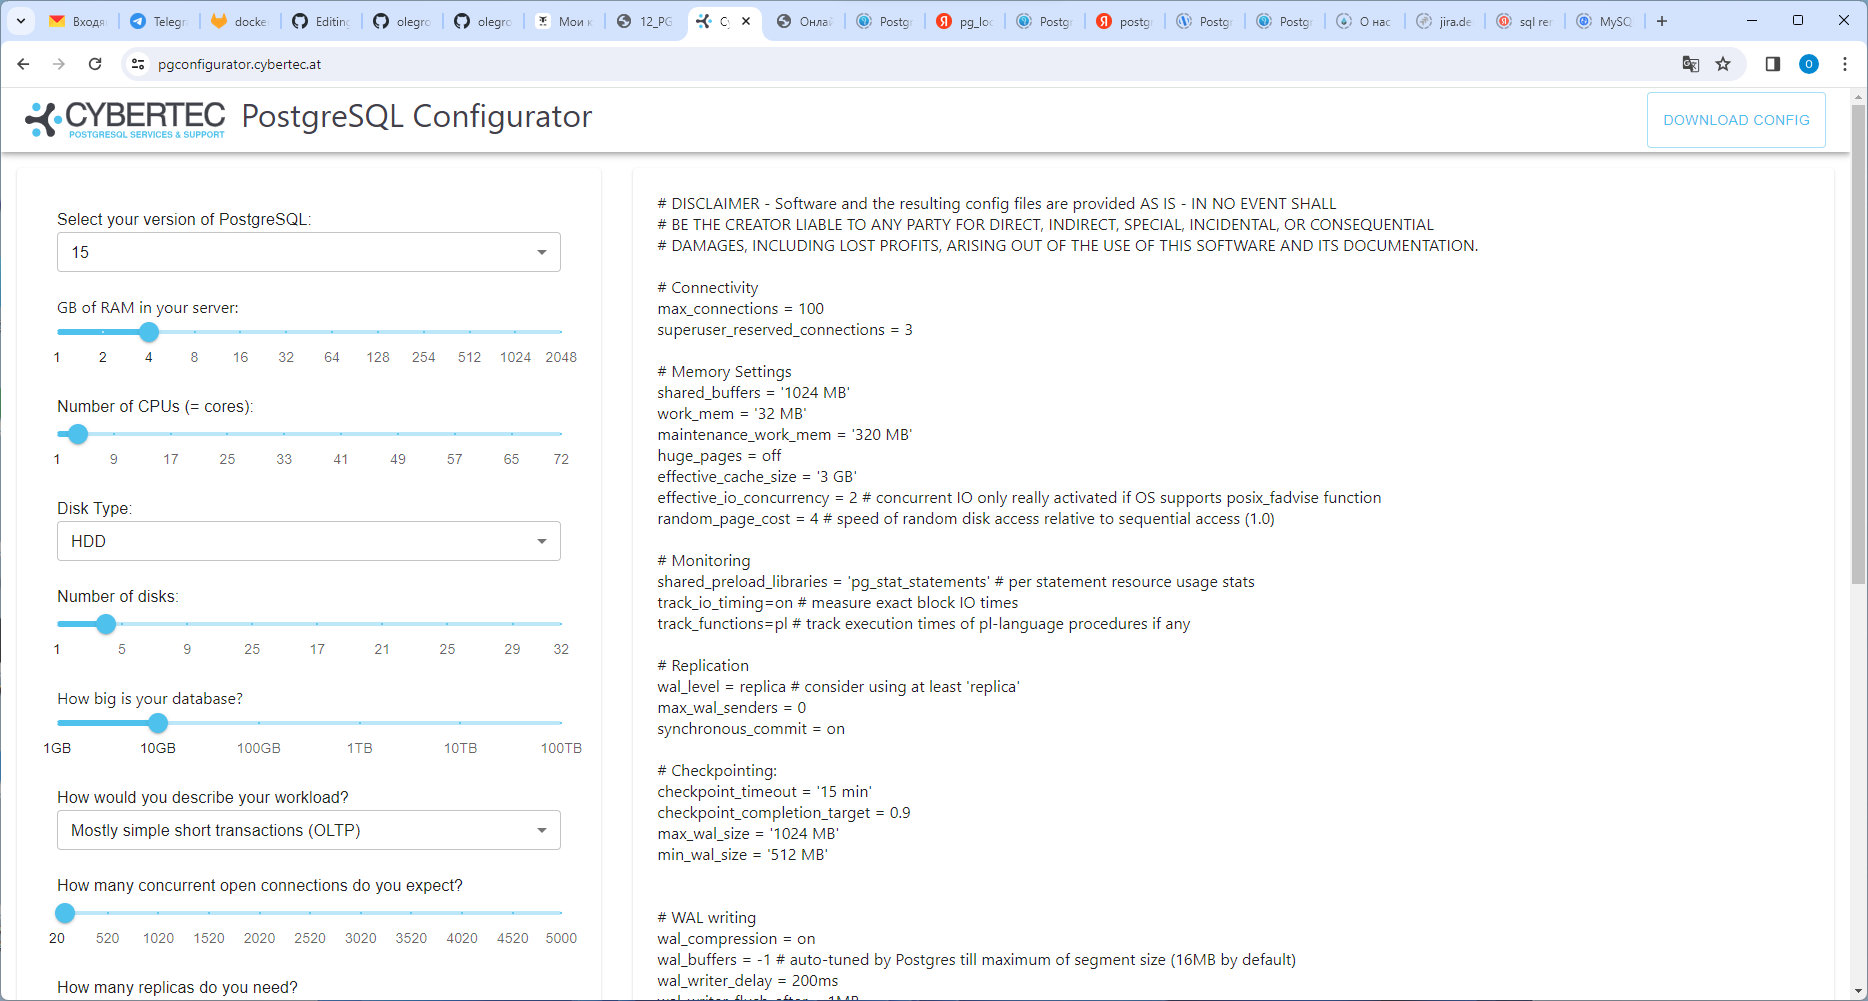 Входя
Telegr
docke
Editing
olegro
olegro
Мои к
12_PG
Онлай
Postgr
pg_loc
Postgr
postgr
Postgr
Postgr
О нас
jira.de
sql rer
MySQ
pgconfigurator.cybertec.at
CYBERTEC
POSTGRESQL SERVICES & SUPPORT
PostgreSQL Configurator
DOWNLOAD CONFIG
Select your version of PostgreSQL:
15
GB of RAM in your server:
1 2 4 8 16 32 64 128 254 512 1024 2048
Number of CPUs (= cores):
1 9 17 25 33 41 49 57 65 72
Disk Type:
HDD
Number of disks:
1 5 9 25 17 21 25 29 32
How big is your database?
1GB 10GB 100GB 1TB 10TB 100TB
How would you describe your workload?
Mostly simple short transactions (OLTP)
How many concurrent open connections do you expect?
20 520 1020 1520 2020 2520 3020 3520 4020 4520 5000
How many replicas do you need?
# DISCLAIMER - Software and the resulting config files are provided AS IS - IN NO EVENT SHALL
# BE THE CREATOR LIABLE TO ANY PARTY FOR DIRECT, INDIRECT, SPECIAL, INCIDENTAL, OR CONSEQUENTIAL
# DAMAGES, INCLUDING LOST PROFITS, ARISING OUT OF THE USE OF THIS SOFTWARE AND ITS DOCUMENTATION.
# Connectivity
max_connections = 100
superuser_reserved_connections = 3
# Memory Settings
shared_buffers = '1024 MB'
work_mem = '32 MB'
maintenance_work_mem = '320 MB'
huge_pages = off
effective_cache_size = '3 GB'
effective_io_concurrency = 2 # concurrent IO only really activated if OS supports posix_fadvise function
random_page_cost = 4 # speed of random disk access relative to sequential access (1.0)
# Monitoring
shared_preload_libraries = 'pg_stat_statements' # per statement resource usage stats
track_io_timing=on # measure exact block IO times
track_functions=pl # track execution times of pl-language procedures if any
# Replication
wal_level = replica # consider using at least 'replica'
max_wal_senders = 0
synchronous_commit = on
# Checkpointing:
checkpoint_timeout = '15 min'
checkpoint_completion_target = 0.9
max_wal_size = '1024 MB'
min_wal_size = '512 MB'
# WAL writing
wal_compression = on
wal_buffers = -1 # auto-tuned by Postgres till maximum of segment size (16MB by default)
wal_writer_delay = 200ms
wal_writer_flush_after = 1MB